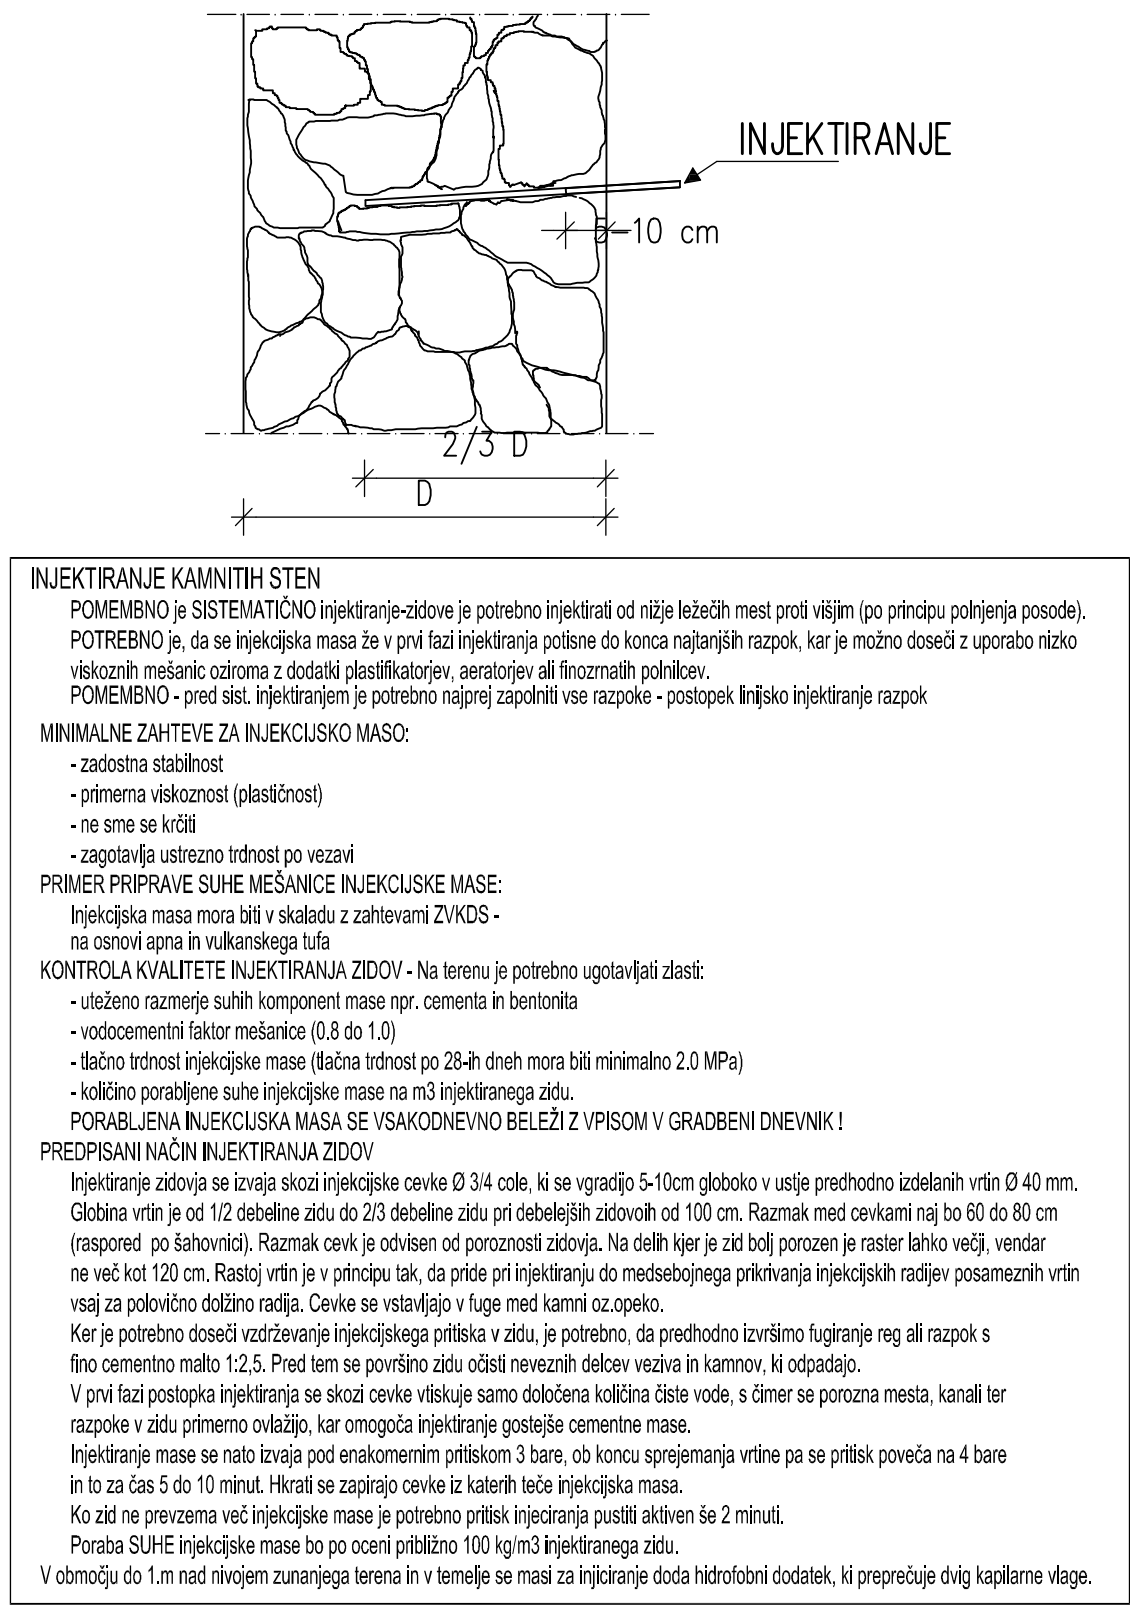 INJEKTIRANJE
5-10 cm
2/3 D
D
INJEKTIRANJE KAMNITIH STEN
POMEMBNO je SISTEMATIČNO injektiranje-zidove je potrebno injektirati od nižje ležečih mest proti višjim (po principu polnjenja posode).
POTREBNO je, da se injekcijska masa že v prvi fazi injektiranja potisne do konca najtanjših razpok, kar je možno doseči z uporabo nizko
viskoznih mešanic oziroma z dodatki plastifikatorjev, aeratorjev ali finozrnatih polnilcev.
POMEMBNO - pred sist. injektiranjem je potrebno najprej zapolniti vse razpoke - postopek linijsko injektiranje razpok
MINIMALNE ZAHTEVE ZA INJEKCIJSKO MASO:
- zadostna stabilnost
- primerna viskoznost (plastičnost)
- ne sme se krčiti
- zagotavlja ustrezno trdnost po vezavi
PRIMER PRIPRAVE SUHE MEŠANICE INJEKCIJSKE MASE:
Injekcijska masa mora biti v skaladu z zahtevami ZVKDS -
na osnovi apna in vulkanskega tufa
KONTROLA KVALITETE INJEKTIRANJA ZIDOV - Na terenu je potrebno ugotavljati zlasti:
- uteženo razmerje suhih komponent mase npr. cementa in bentonita
- vodocementni faktor mešanice (0.8 do 1.0)
- tlačno trdnost injekcijske mase (tlačna trdnost po 28-ih dneh mora biti minimalno 2.0 MPa)
- količino porabljene suhe injekcijske mase na m3 injektiranega zidu.
PORABLJENA INJEKCIJSKA MASA SE VSAKODNEVNO BELEŽI Z VPISOM V GRADBENI DNEVNIK !
PREDPISANI NAČIN INJEKTIRANJA ZIDOV
Injektiranje zidovja se izvaja skozi injekcijske cevke Ø 3/4 cole, ki se vgradijo 5-10cm globoko v ustje predhodno izdelanih vrtin Ø 40 mm.
Globina vrtin je od 1/2 debeline zidu do 2/3 debeline zidu pri debelejših zidovoih od 100 cm. Razmak med cevkami naj bo 60 do 80 cm
(raspored po šahovnici). Razmak cevk je odvisen od poroznosti zidovja. Na delih kjer je zid bolj porozen je raster lahko večji, vendar
ne več kot 120 cm. Rastoj vrtin je v principu tak, da pride pri injektiranju do medsebojnega prikrivanja injekcijskih radijev posameznih vrtin
vsaj za polovično dolžino radija. Cevke se vstavljajo v fuge med kamni oz.opeko.
Ker je potrebno doseči vzdrževanje injekcijskega pritiska v zidu, je potrebno, da predhodno izvršimo fugiranje reg ali razpok s
fino cementno malto 1:2,5. Pred tem se površino zidu očisti neveznih delcev veziva in kamnov, ki odpadajo.
V prvi fazi postopka injektiranja se skozi cevke vtiskuje samo določena količina čiste vode, s čimer se porozna mesta, kanali ter
razpoke v zidu primerno ovlažijo, kar omogoča injektiranje gostejše cementne mase.
Injektiranje mase se nato izvaja pod enakomernim pritiskom 3 bare, ob koncu sprejemanja vrtine pa se pritisk poveča na 4 bare
in to za čas 5 do 10 minut. Hkrati se zapirajo cevke iz katerih teče injekcijska masa.
Ko zid ne prevzema več injekcijske mase je potrebno pritisk injeciranja pustiti aktiven še 2 minuti.
Poraba SUHE injekcijske mase bo po oceni približno 100 kg/m3 injektiranega zidu.
V območju do 1.m nad nivojem zunanjega terena in v temelje se masi za injiciranje doda hidrofobni dodatek, ki preprečuje dvig kapilarne vlage.